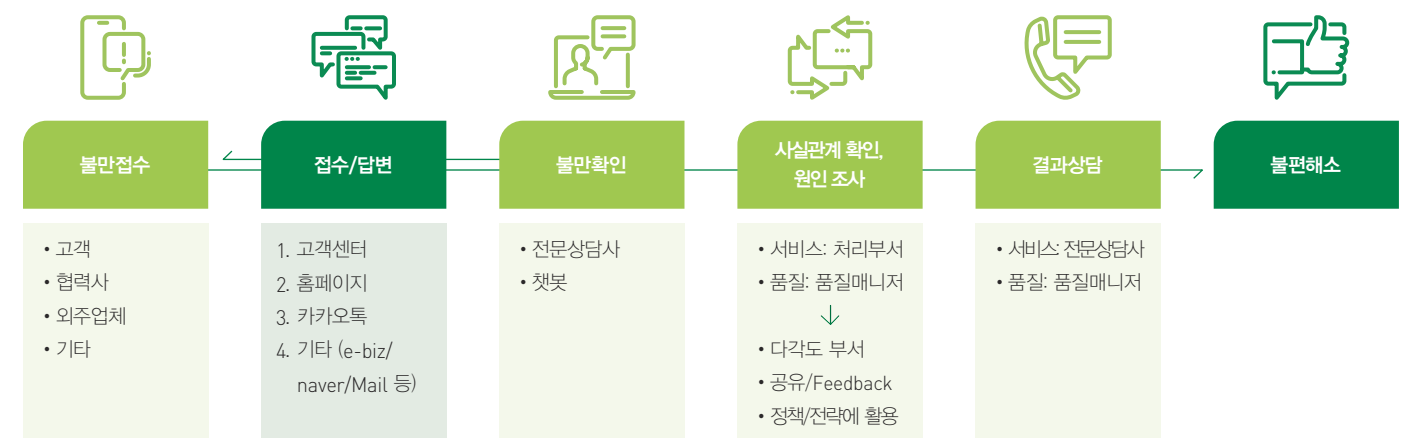 불만접수
접수/답변
불만확인
사실관계 확인,
원인 조사
결과상담
불편해소
• 고객
• 협력사
• 외주업체
• 기타
1. 고객센터
2. 홈페이지
3. 카카오톡
4. 기타 (e-biz/
naver/Mail 등)
• 전문상담사
• 챗봇
• 서비스: 처리부서
• 품질: 품질매니저
• 다각도 부서
• 공유/Feedback
• 정책/전략에 활용
• 서비스: 전문상담사
• 품질: 품질매니저